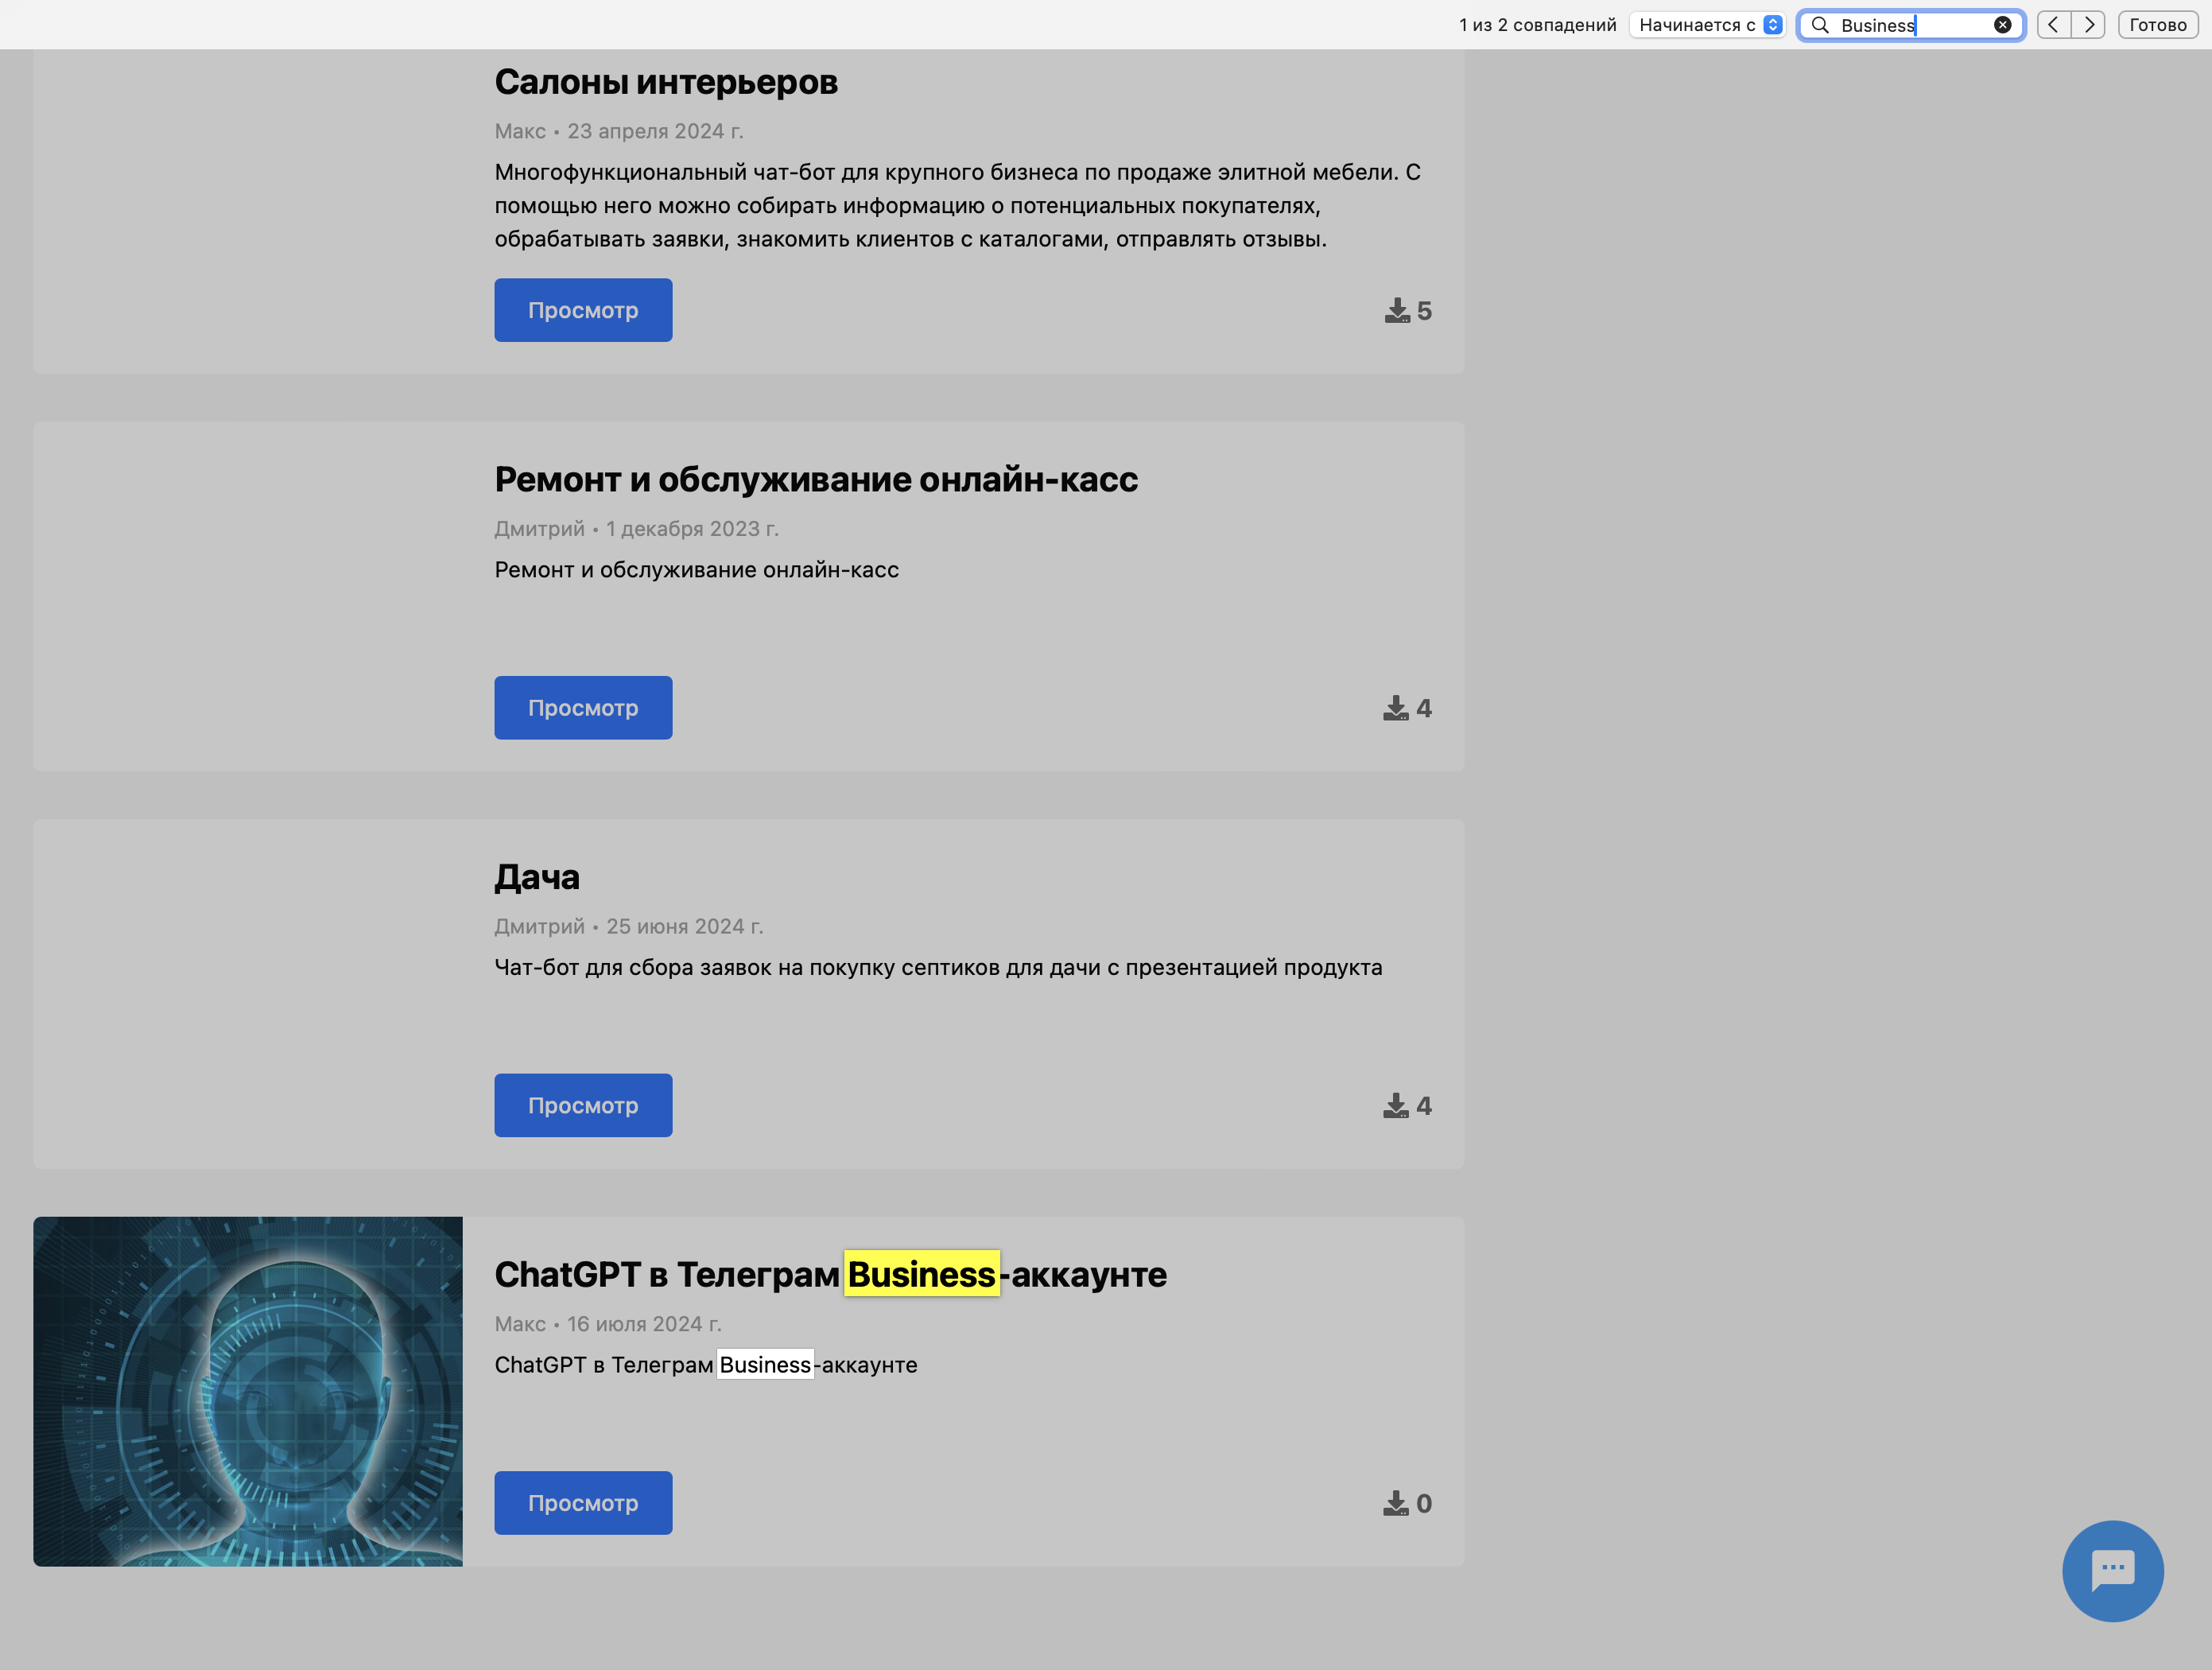 1 из 2 совпадений
Начинается с
Business
Готово
Салоны интерьеров
Макс • 23 апреля 2024 г.
Многофункциональный чат-бот для крупного бизнеса по продаже элитной мебели. С
помощью него можно собирать информацию о потенциальных покупателях,
обрабатывать заявки, знакомить клиентов с каталогами, отправлять отзывы.
Просмотр
5
Ремонт и обслуживание онлайн-касс
Дмитрий • 1 декабря 2023 г.
Ремонт и обслуживание онлайн-касс
Просмотр
4
Дача
Дмитрий • 25 июня 2024 г.
Чат-бот для сбора заявок на покупку септиков для дачи с презентацией продукта
Просмотр
4
ChatGPT в Телеграм Business-аккаунте
Макс • 16 июля 2024 г.
ChatGPT в Телеграм Business-аккаунте
Просмотр
0